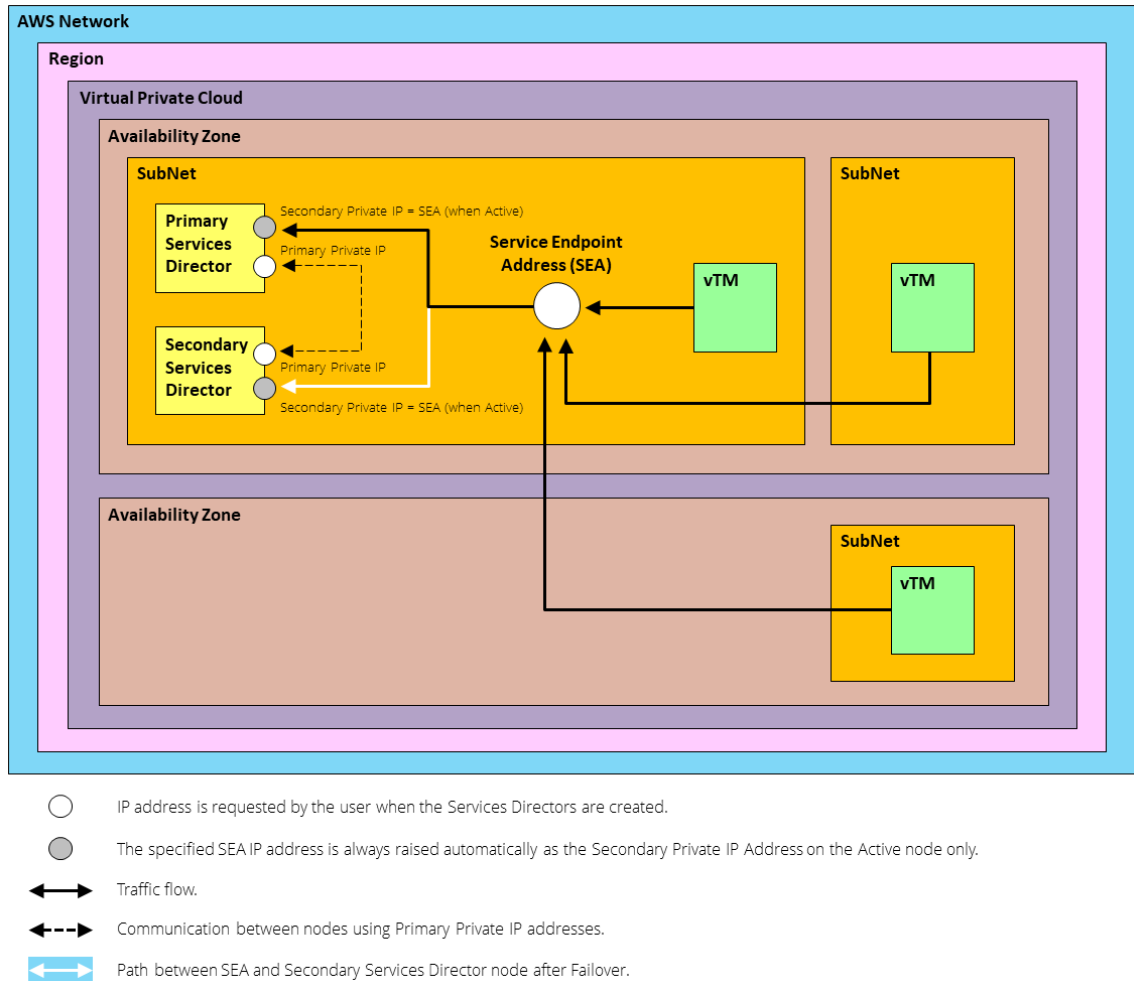 AWS Network
Region
Virtual Private Cloud
Availability Zone
SubNet
SubNet
Primary
Services
Director
Secondary Private IP = SEA (when Active)
Primary Private IP
Service Endpoint
Address (SEA)
vTM
vTM
Secondary
Services
Director
Primary Private IP
Secondary Private IP = SEA (when Active)
Availability Zone
SubNet
vTM
IP address is requested by the user when the Services Directors are created.
The specified SEA IP address is always raised automatically as the Secondary Private IP Address on the Active node only.
Traffic flow.
Communication between nodes using Primary Private IP addresses.
Path between SEA and Secondary Services Director node after Failover.